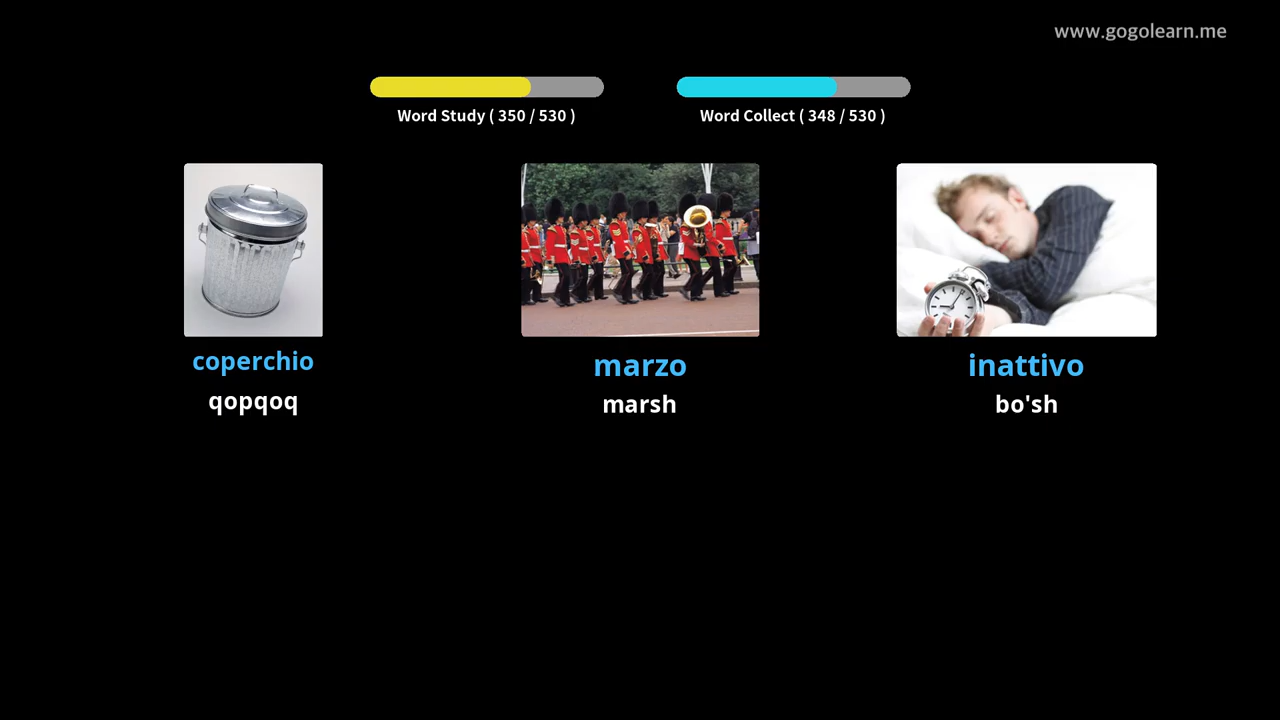 www.gogolearn.me
Word Study ( 350 / 530 )
Word Collect ( 348 / 530 )
coperchio
qopqoq
marzo
marsh
inattivo
bo'sh